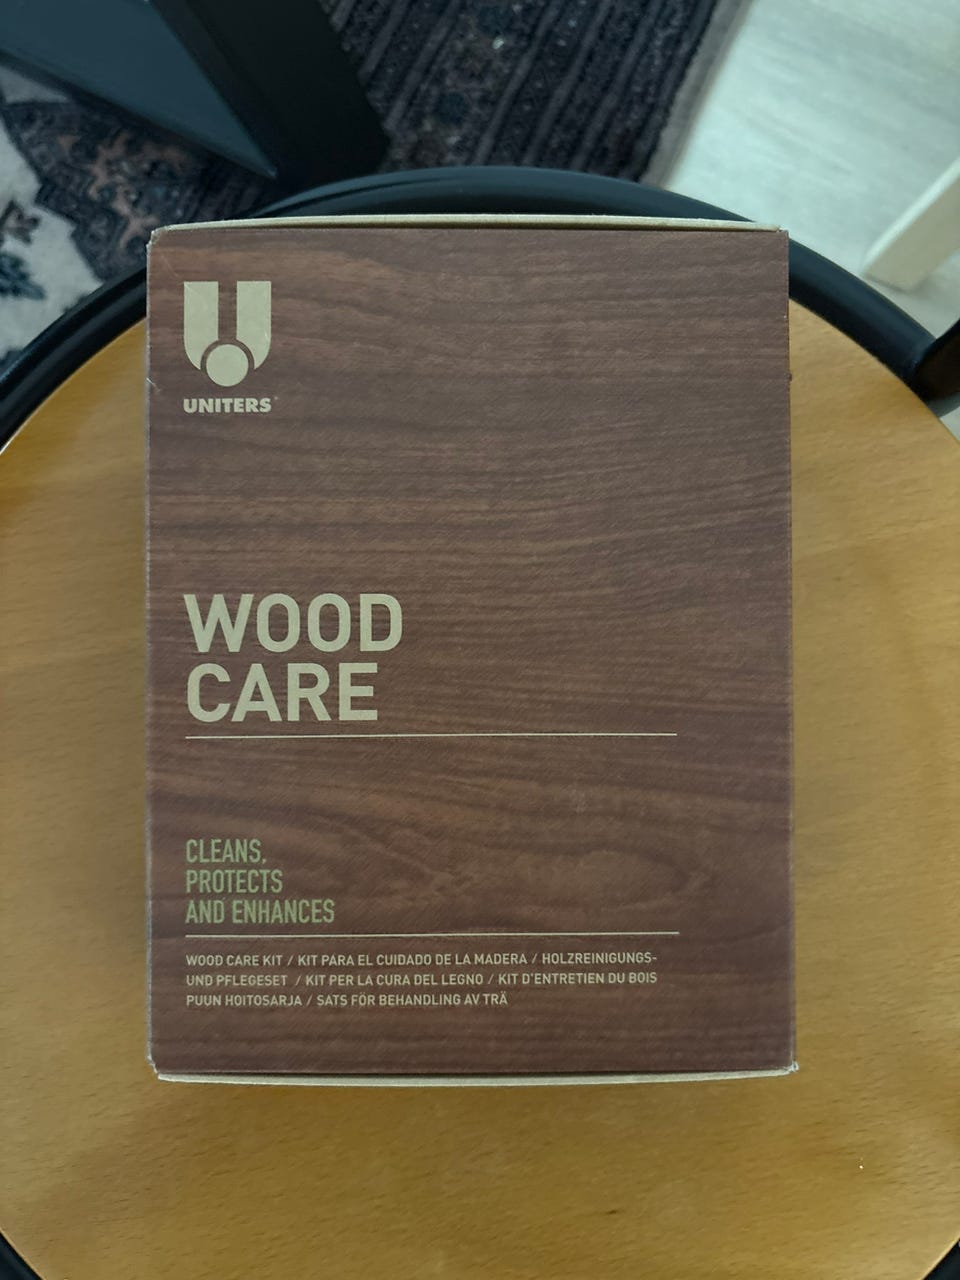 UNITERS
WOOD
CARE
CLEANS,
PROTECTS
AND ENHANCES
WOOD CARE KIT / KIT PARA EL CUIDADO DE LA MADERA / HOLZREINIGUNGS-
UND PFLEGESET / KIT PER LA CURA DEL LEGNO / KIT D'ENTRETIEN DU BOIS
PUUN HOITOSARJA / SATS FÖR BEHANDLING AV TRÄ